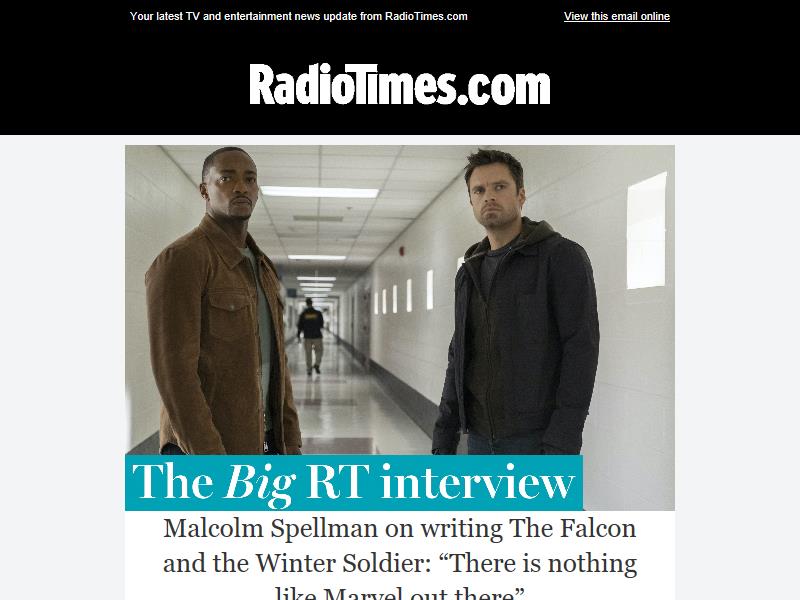 Your latest TV and entertainment news update from RadioTimes.com
View this email online
RadioTimes.com
The Big RT interview
Malcolm Spellman on writing The Falcon
and the Winter Soldier: “There is nothing
like Marvel out there”